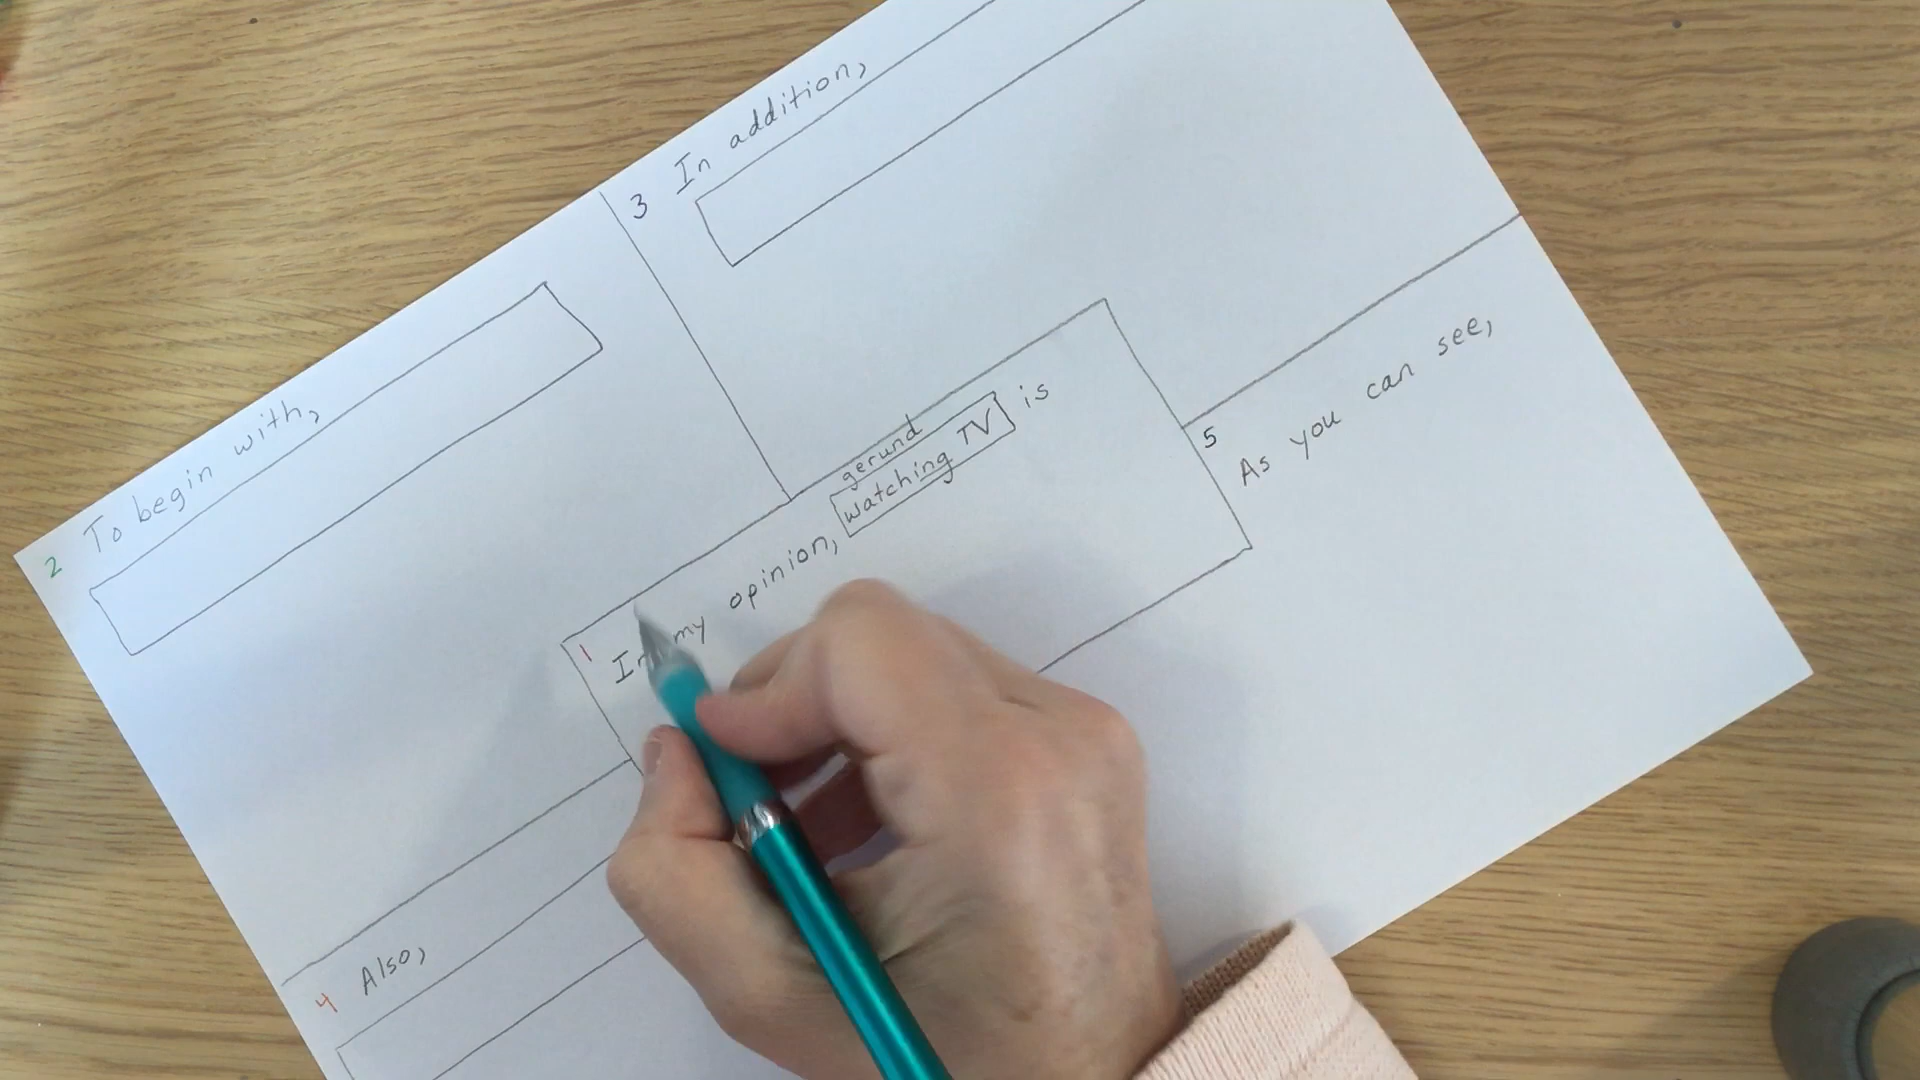 3 In addition,
2 To begin with,
gerund
1 In my opinion, watching TV is
5 As you can see,
4 Also,